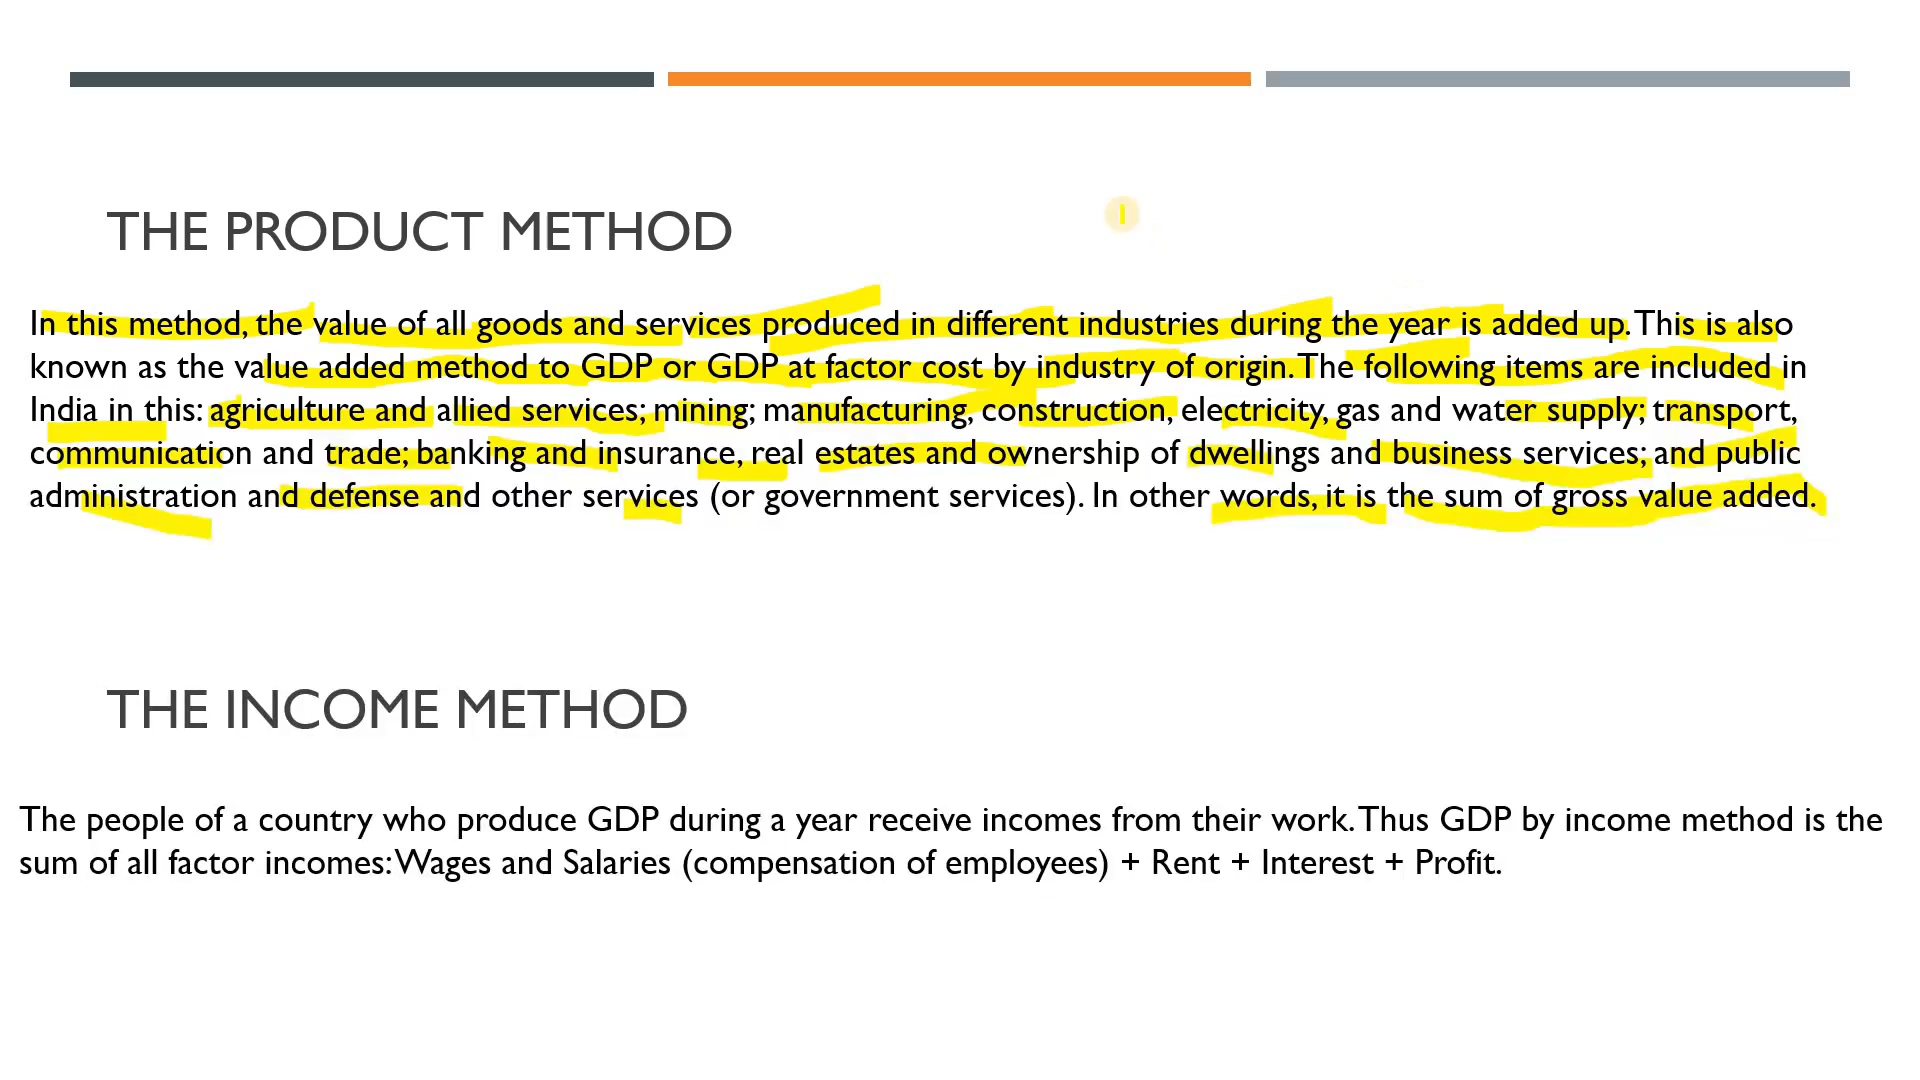 THE PRODUCT METHOD
In this method, the value of all goods and services produced in different industries during the year is added up. This is also
known as the value added method to GDP or GDP at factor cost by industry of origin. The following items are included in
India in this: agriculture and allied services; mining; manufacturing, construction, electricity, gas and water supply; transport,
communication and trade; banking and insurance, real estates and ownership of dwellings and business services; and public
administration and defense and other services (or government services). In other words, it is the sum of gross value added.
THE INCOME METHOD
The people of a country who produce GDP during a year receive incomes from their work. Thus GDP by income method is the
sum of all factor incomes: Wages and Salaries (compensation of employees) + Rent + Interest + Profit.